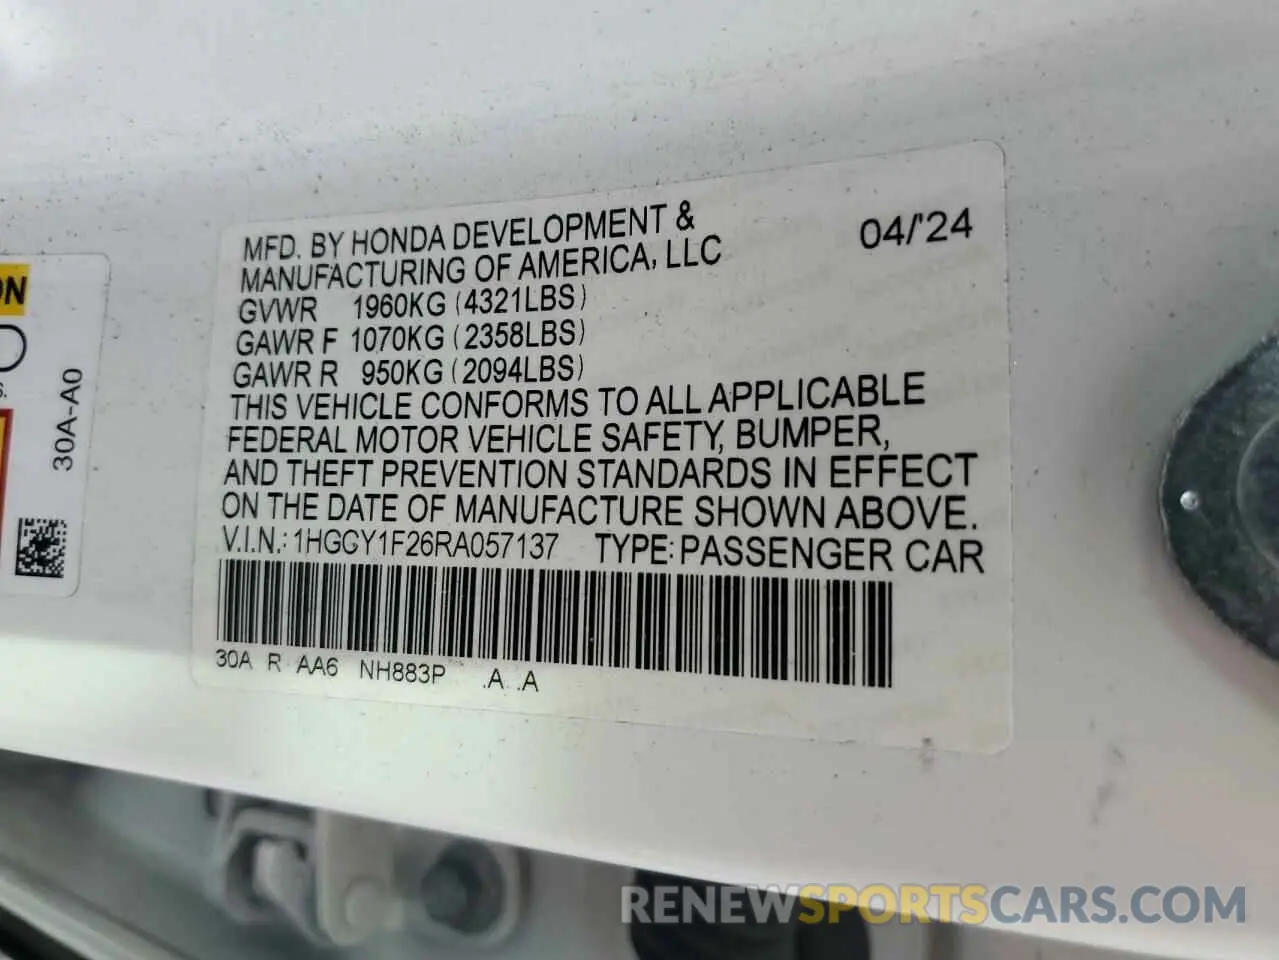 MFD. BY HONDA DEVELOPMENT &
MANUFACTURING OF AMERICA, LLC
04/'24
GVWR 1960KG (4321LBS)
GAWR F 1070KG (2358LBS)
GAWR R 950KG (2094LBS)
THIS VEHICLE CONFORMS TO ALL APPLICABLE
FEDERAL MOTOR VEHICLE SAFETY, BUMPER,
AND THEFT PREVENTION STANDARDS IN EFFECT
ON THE DATE OF MANUFACTURE SHOWN ABOVE.
V.I.N.: 1HGCY1F26RA057137 TYPE: PASSENGER CAR
30A R AA6 NH883P .A .A
30A-A0
RENEWSPORTSCARS.COM